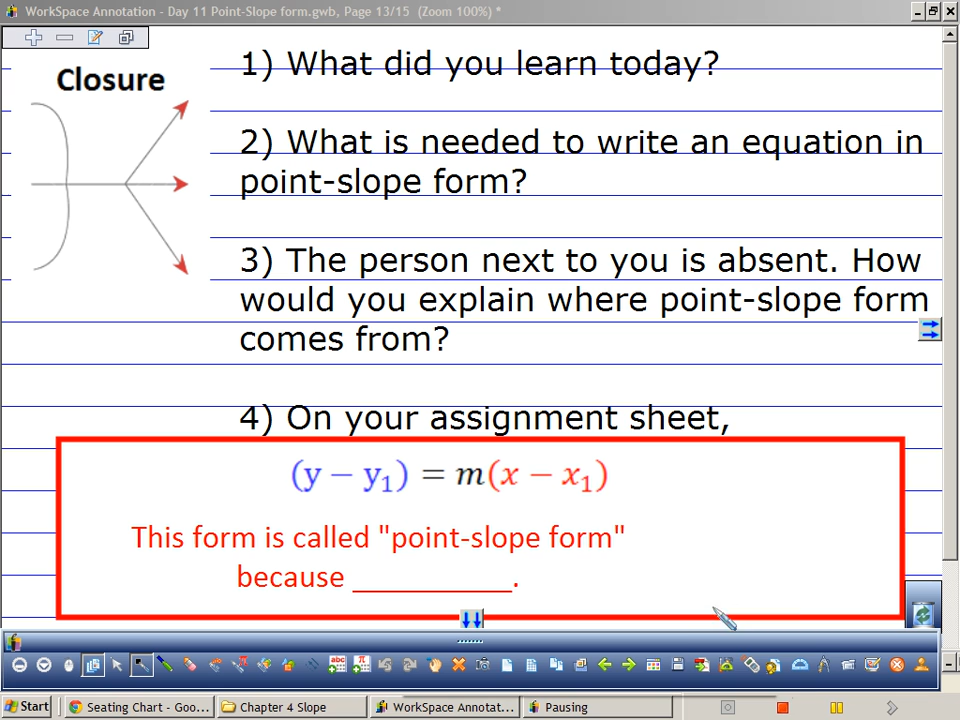 WorkSpace Annotation - Day 11 Point-Slope form.gwb, Page 13/15 (Zoom 100%) *
Closure
1) What did you learn today?
2) What is needed to write an equation in
point-slope form?
3) The person next to you is absent. How
would you explain where point-slope form
comes from?
4) On your assignment sheet,
(y − y₁) = m(x − x₁)
This form is called "point-slope form"
because __________.
abc
Start
Seating Chart - Goo...
Chapter 4 Slope
WorkSpace Annotat...
Pausing